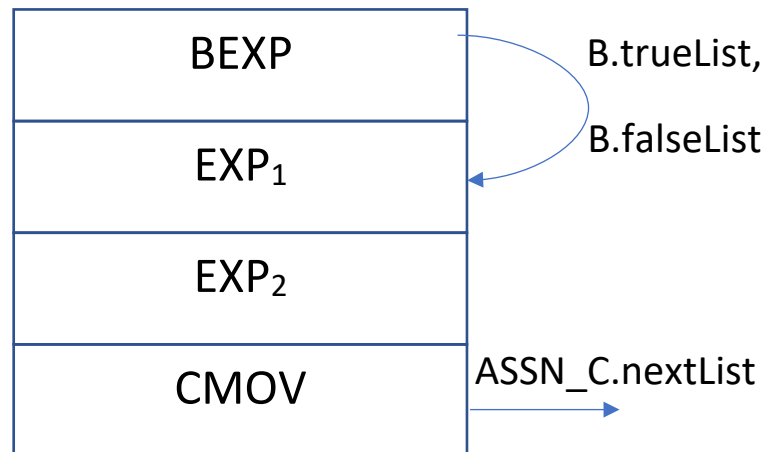 BEXP
B.trueList,
B.falseList
EXP₁
EXP₂
CMOV
ASSN_C.nextList